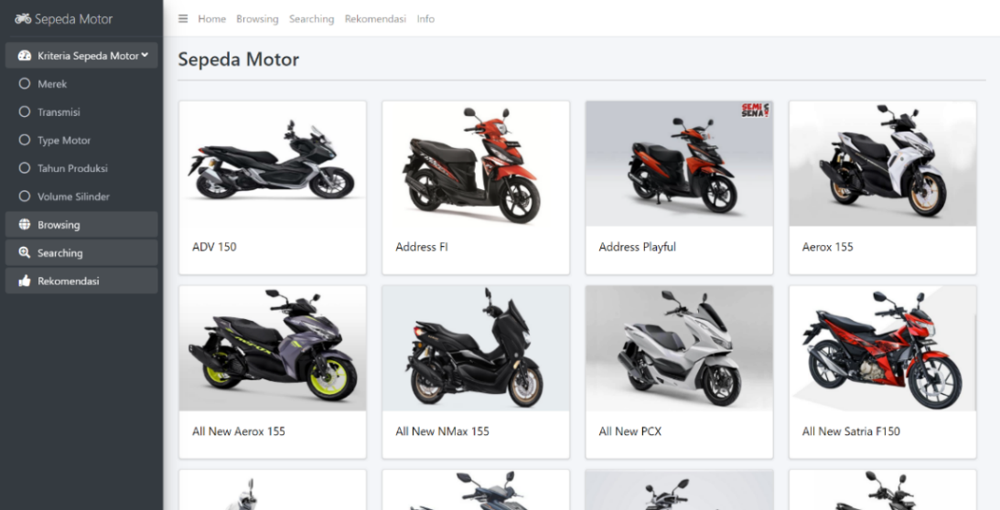 Sepeda Motor
Home Browsing Searching Rekomendasi Info
Kriteria Sepeda Motor
Merek
Transmisi
Type Motor
Tahun Produksi
Volume Silinder
Browsing
Searching
Rekomendasi
Sepeda Motor
ADV 150
Address FI
Address Playful
Aerox 155
All New Aerox 155
All New NMax 155
All New PCX
All New Satria F150